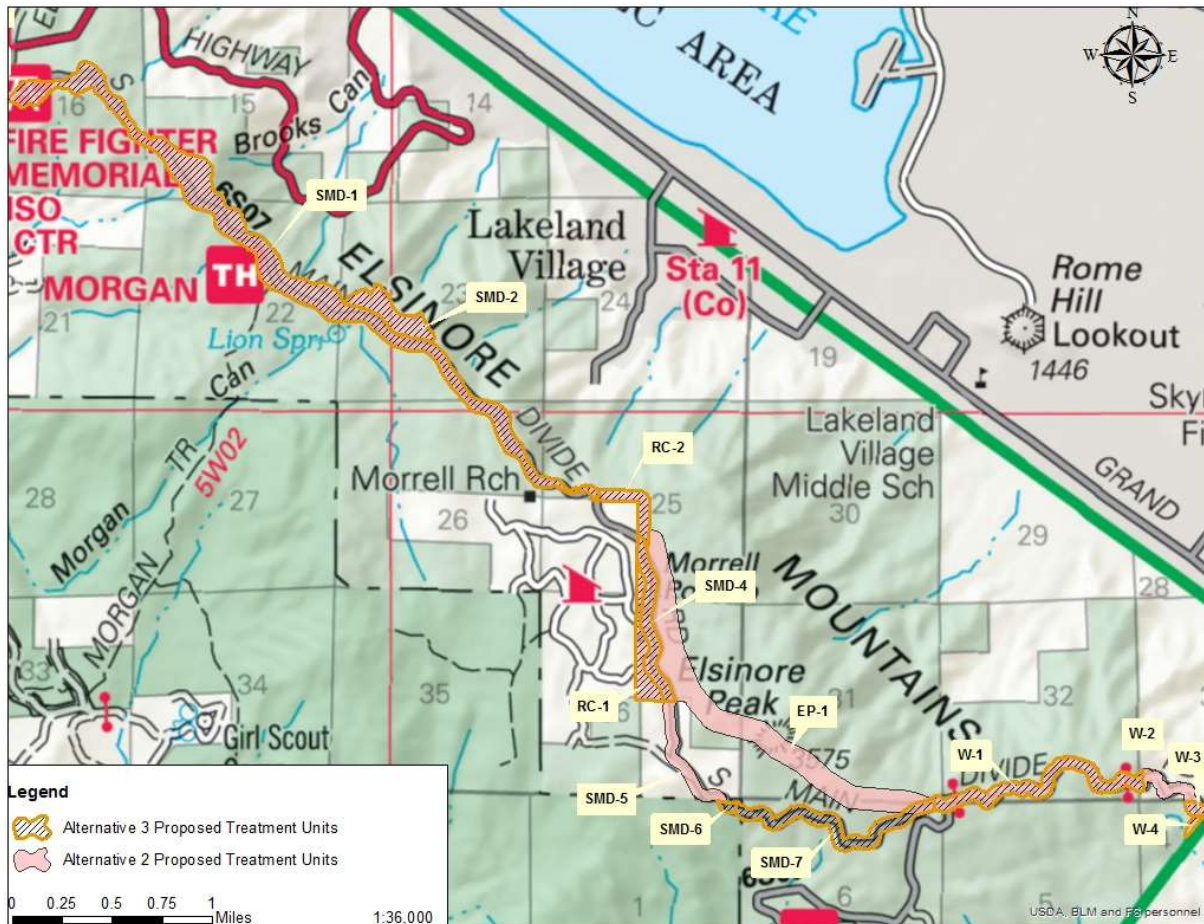 N
W E
S
EC AREA
HIGHWAY
Brooks Can
16
15
14
S
FIRE FIGHTER
MEMORIAL
ISO
CTR
6S07
SMD-1
MORGAN
TH
MAIN
ELSINORE
Lakeland
Village
Sta 11
(Co)
Rome
Hill
Lookout
1446
21
22
23
24
19
SMD-2
Lion Spr
Can
TR
5W02
DIVIDE
Lakeland
Village
Middle Sch
GRAND
RC-2
Morrell Rch
28
27
26
25
30
29
28
Morgan
MORGAN
Morrell
SMD-4
MOUNTAINS
33
34
35
31
32
Elsinore
Peak
RC-1
EP-1
3575
Girl Scout
W-1
W-2
W-3
DIVIDE
S
MAIN
SMD-5
SMD-6
SMD-7
W-4
1
6
5
Legend
Alternative 3 Proposed Treatment Units
Alternative 2 Proposed Treatment Units
0 0.25 0.5 0.75 1
Miles
1:36,000
USDA, BLM and FS personnel